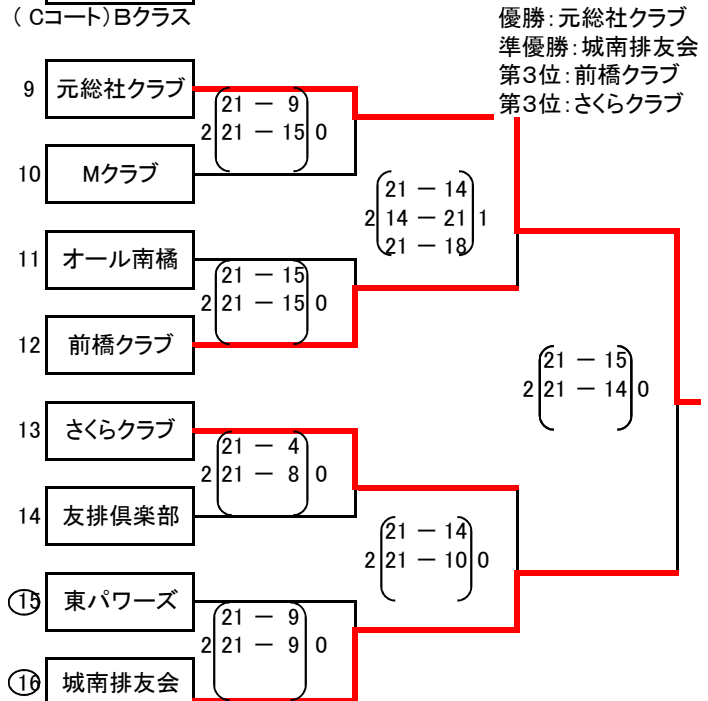 (Cコート)Bクラス
優勝:元総社クラブ
準優勝:城南排友会
第3位:前橋クラブ
第3位:さくらクラブ
9 元総社クラブ
21 － 9
2 21 － 15 0
10 Mクラブ
21 － 14
2 14 － 21 1
21 － 18
11 オール南橘
21 － 15
2 21 － 15 0
12 前橋クラブ
21 － 15
2 21 － 14 0
13 さくらクラブ
21 － 4
2 21 － 8 0
14 友排倶楽部
21 － 14
2 21 － 10 0
⑮ 東パワーズ
21 － 9
2 21 － 9 0
⑯ 城南排友会